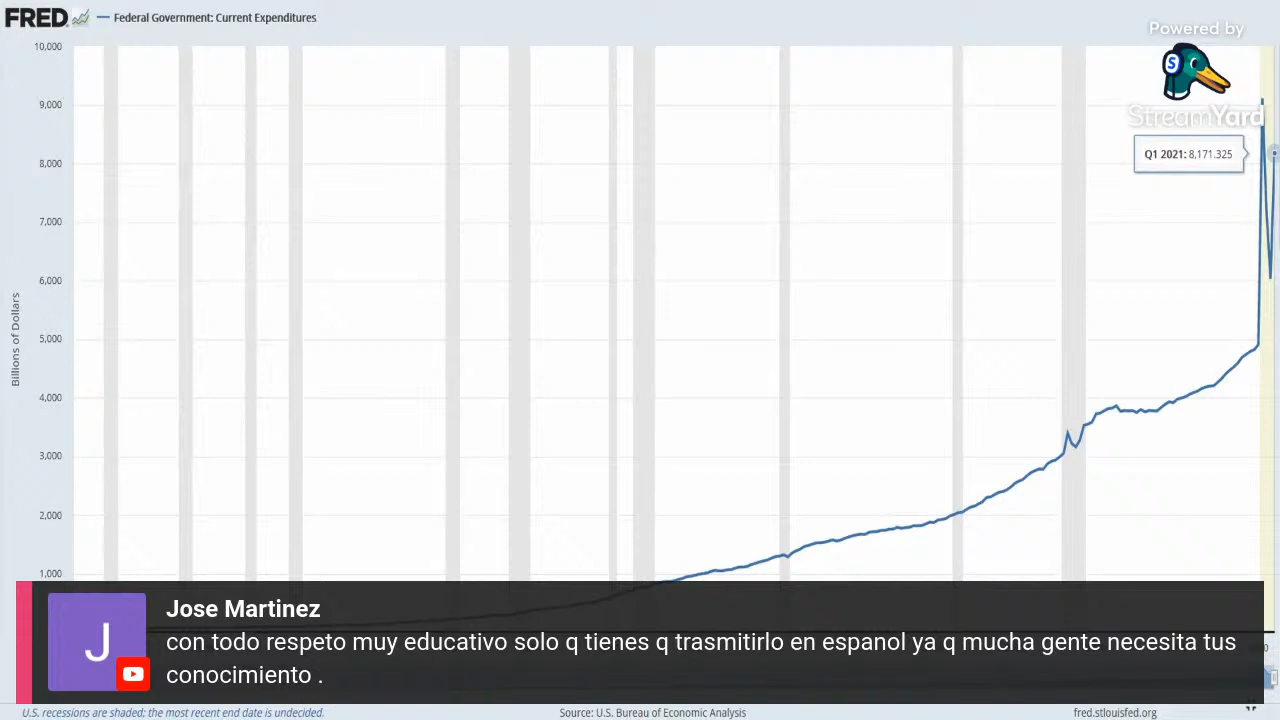 FRED
Federal Government: Current Expenditures
Powered by
S
StreamYard
10,000
9,000
8,000
7,000
6,000
5,000
4,000
3,000
2,000
1,000
Billions of Dollars
Q1 2021: 8,171.325
J
Jose Martinez
con todo respeto muy educativo solo q tienes q trasmitirlo en espanol ya q mucha gente necesita tus
conocimiento .
U.S. recessions are shaded; the most recent end date is undecided.
Source: U.S. Bureau of Economic Analysis
fred.stlouisfed.org